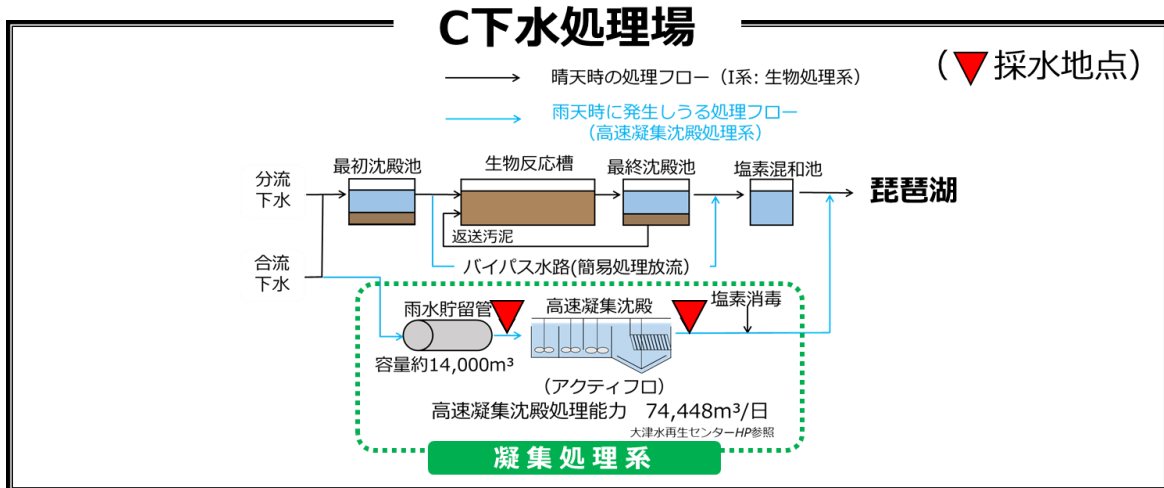 C下水処理場
(▼採水地点)
晴天時の処理フロー（I系: 生物処理系）
雨天時に発生しうる処理フロー
（高速凝集沈殿処理系）
最初沈殿池
生物反応槽
最終沈殿池
塩素混和池
分流
下水
琵琶湖
返送汚泥
合流
下水
バイパス水路(簡易処理放流)
雨水貯留管
高速凝集沈殿
塩素消毒
容量約14,000m³
（アクティフロ）
高速凝集沈殿処理能力 74,448m³/日
大津水再生センターHP参照
凝集処理系